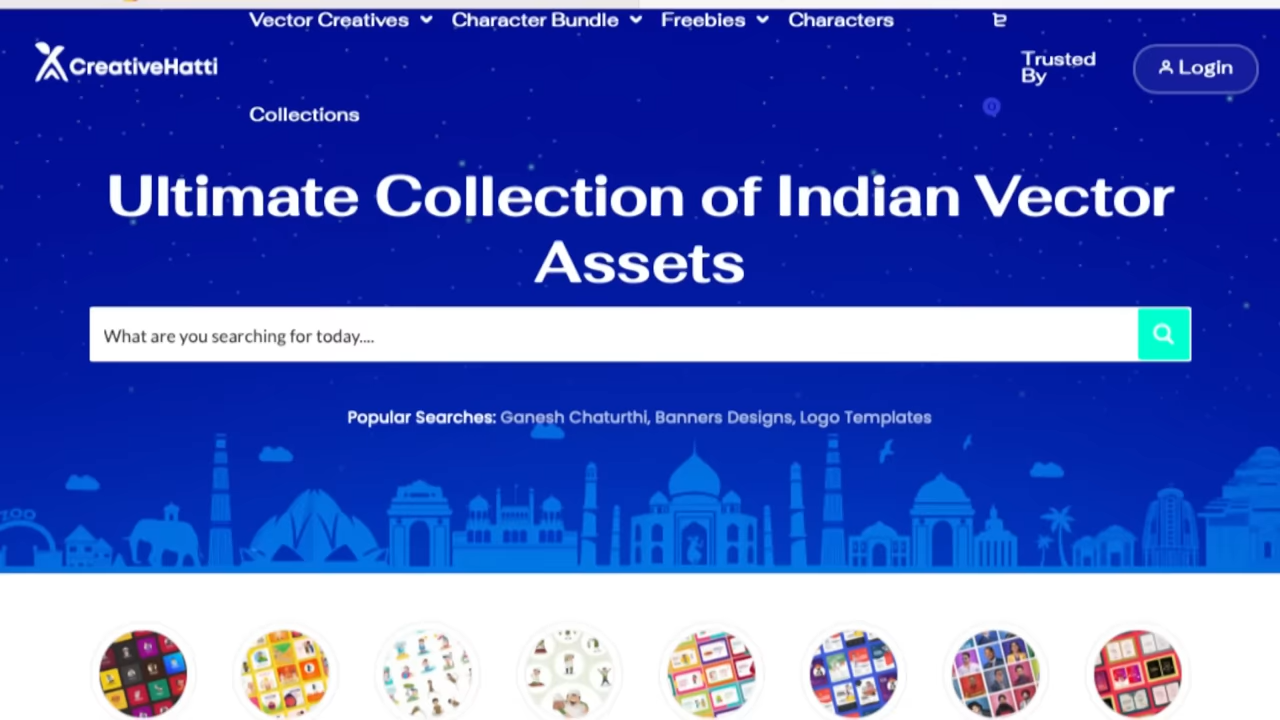 Vector Creatives Character Bundle Freebies Characters
CreativeHatti
Trusted
By
Login
Collections
Ultimate Collection of Indian Vector
Assets
What are you searching for today....
Popular Searches: Ganesh Chaturthi, Banners Designs, Logo Templates
ZOO